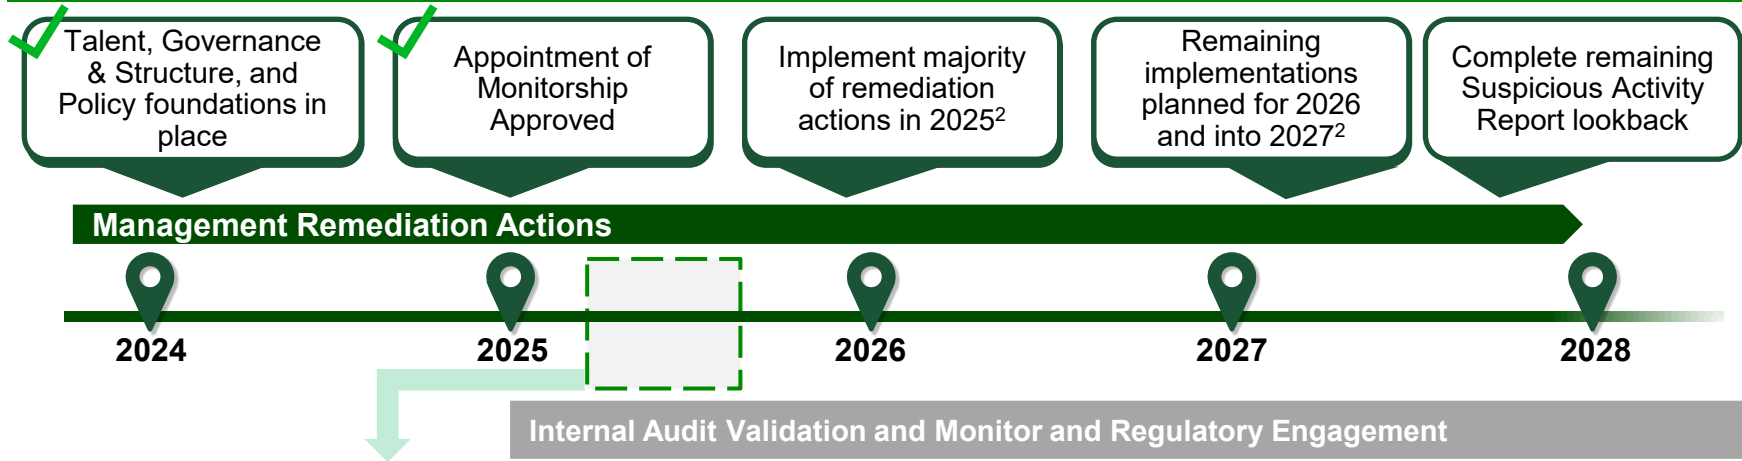 Talent, Governance
& Structure, and
Policy foundations in
place
Appointment of
Monitorship
Approved
Implement majority
of remediation
actions in 2025²
Remaining
implementations
planned for 2026
and into 2027²
Complete remaining
Suspicious Activity
Report lookback
Management Remediation Actions
2024
2025
2026
2027
2028
Internal Audit Validation and Monitor and Regulatory Engagement